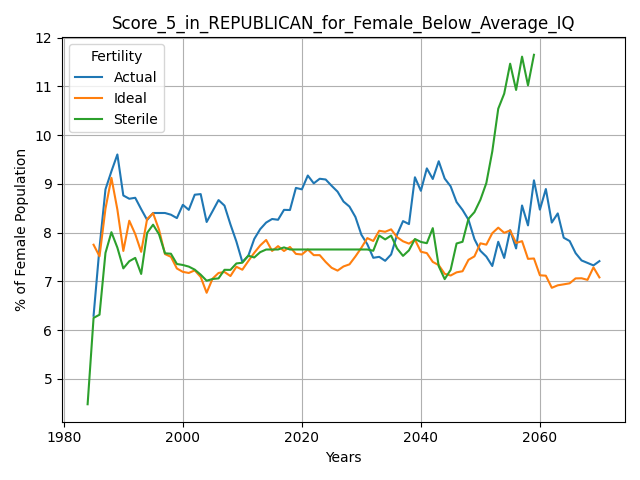 Score_5_in_REPUBLICAN_for_Female_Below_Average_IQ
% of Female Population
12
11
10
9
8
7
6
5
Fertility
Actual
Ideal
Sterile
1980
2000
2020
2040
2060
Years